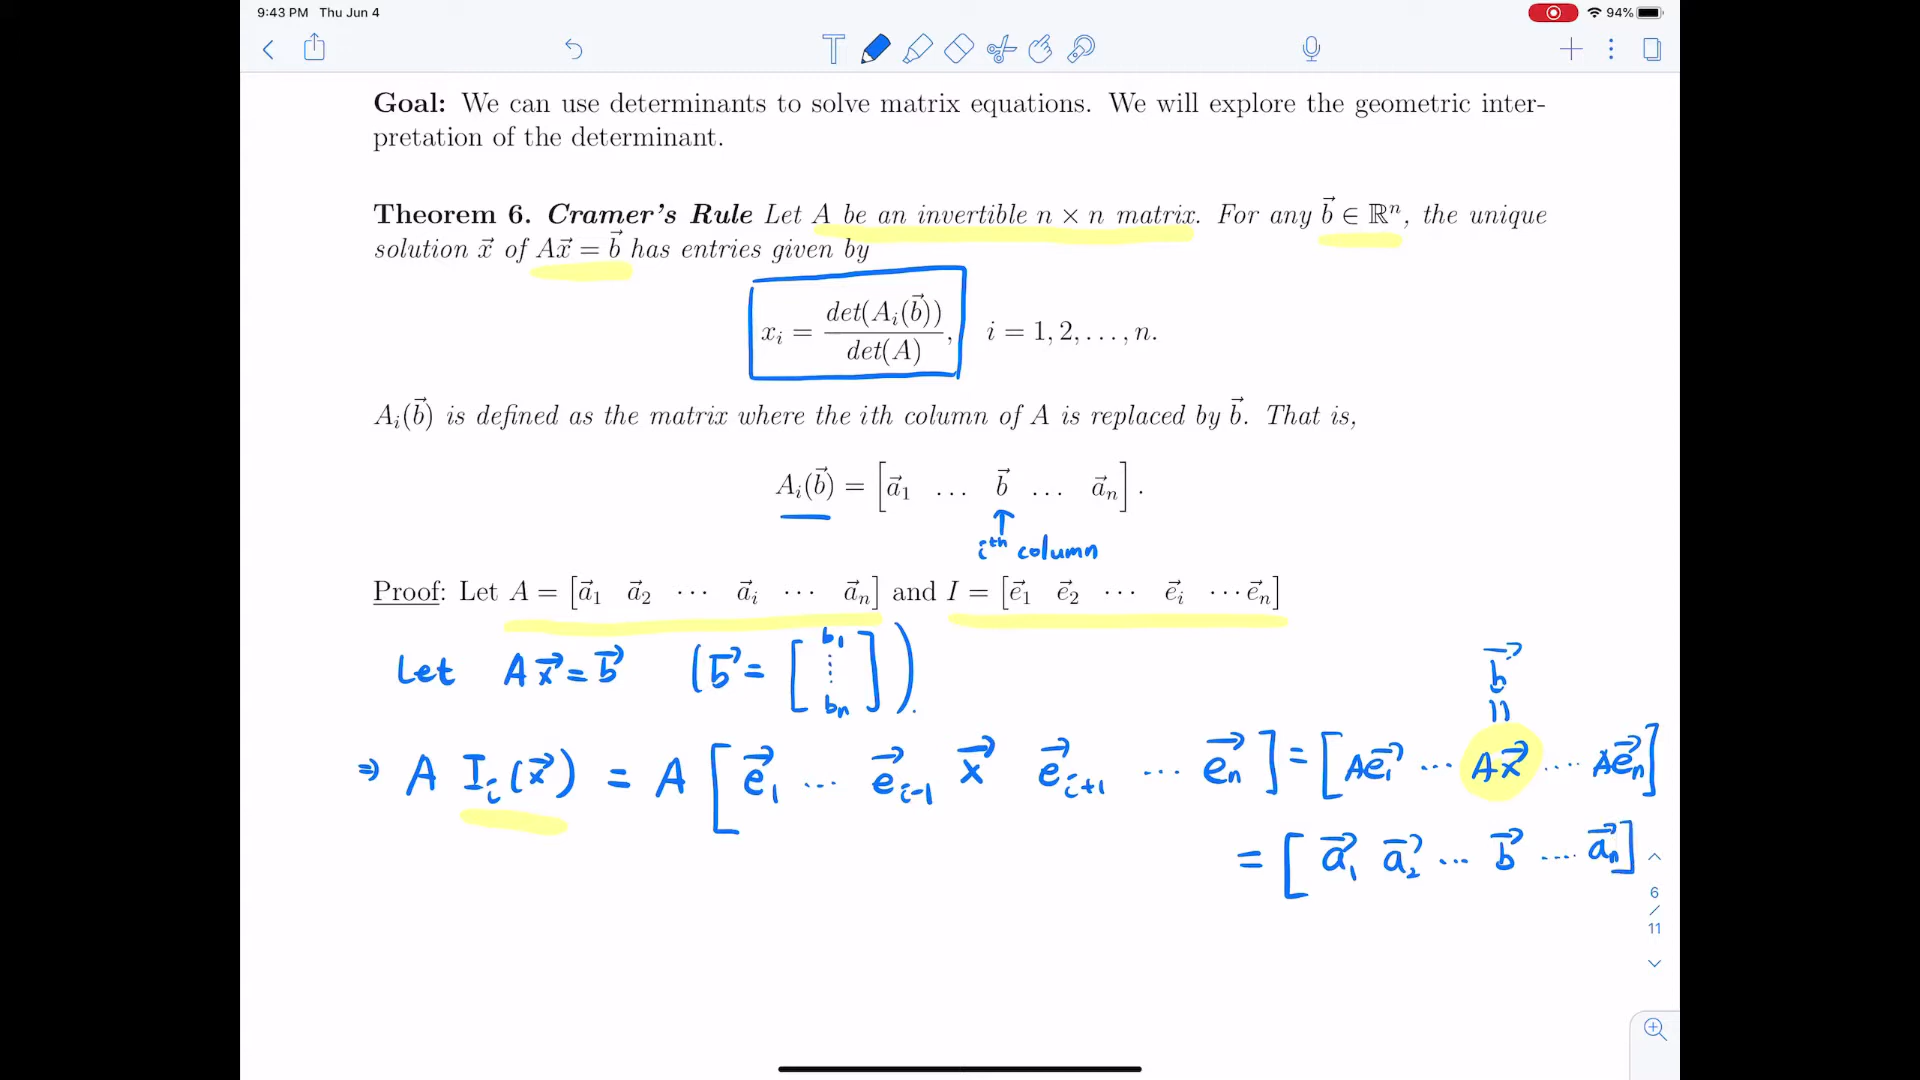 9:43 PM Thu Jun 4
94%
Goal: We can use determinants to solve matrix equations. We will explore the geometric inter-
pretation of the determinant.
Theorem 6. Cramer's Rule Let A be an invertible n × n matrix. For any b⃗ ∈ ℝⁿ, the unique
solution x⃗ of Ax⃗ = b⃗ has entries given by
xᵢ = det(Aᵢ(b⃗)) / det(A), i = 1, 2, . . . , n.
Aᵢ(b⃗) is defined as the matrix where the ith column of A is replaced by b⃗. That is,
Aᵢ(b⃗) = [a⃗₁ . . . b⃗ . . . a⃗ₙ] .
iᵗʰ column
Proof: Let A = [a⃗₁ a⃗₂ ⋯ a⃗ᵢ ⋯ a⃗ₙ] and I = [e⃗₁ e⃗₂ ⋯ e⃗ᵢ ⋯ e⃗ₙ]
Let Ax⃗ = b⃗ (b⃗ = [b₁ ⋮ bₙ]).
b⃗
=
⇒ A Iᵢ(x⃗) = A [e⃗₁ ... e⃗ᵢ₋₁ x⃗ e⃗ᵢ₊₁ ... e⃗ₙ] = [Ae⃗₁ ... Ax⃗ .... Ae⃗ₙ]
= [a⃗₁ a⃗₂ ... b⃗ .... a⃗ₙ]
6
/
11